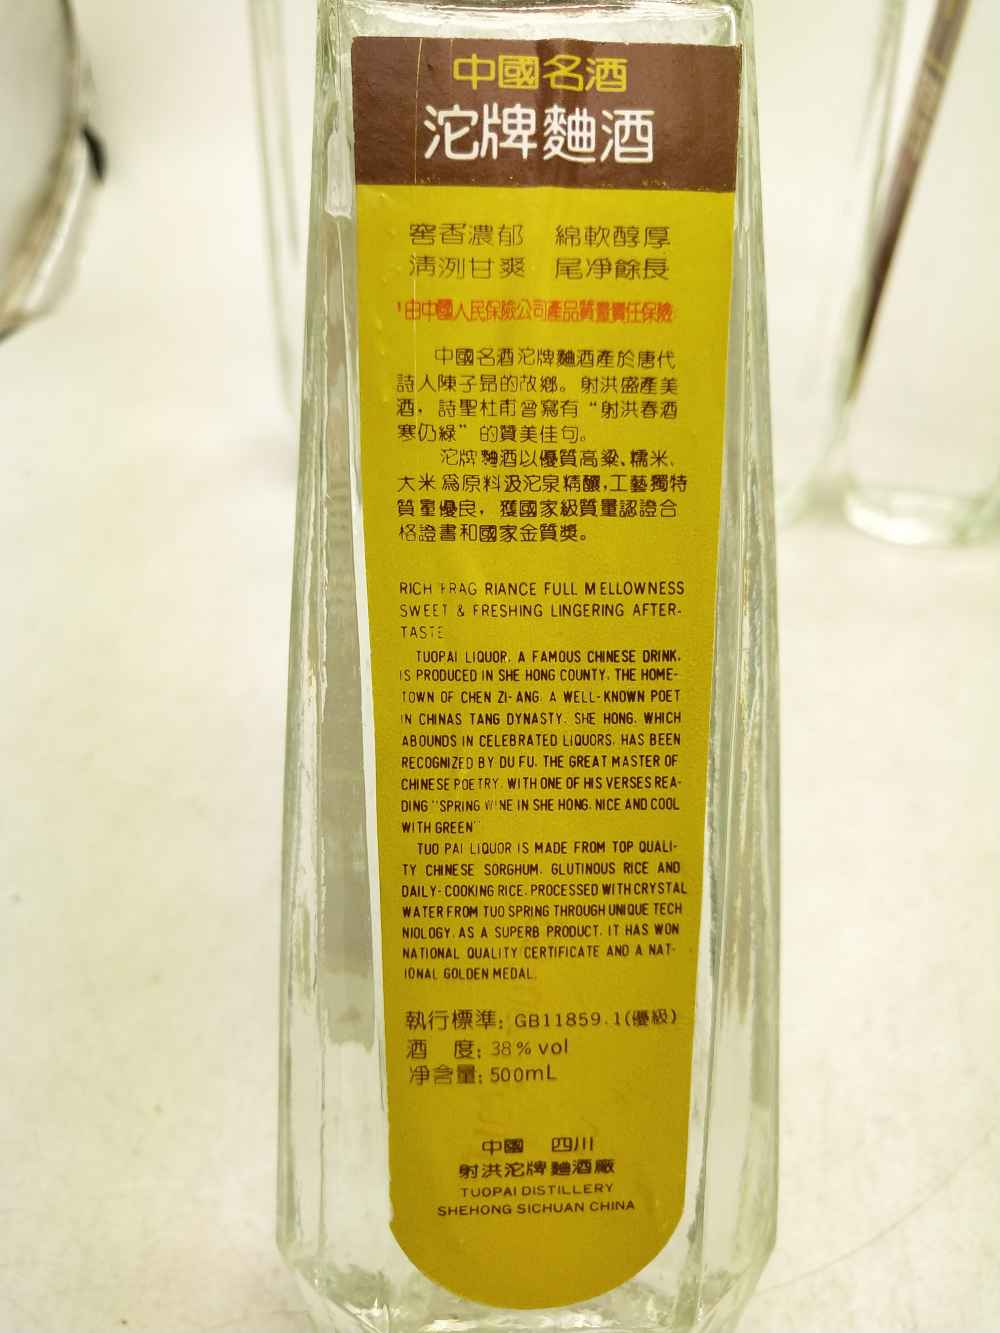 中國名酒
沱牌麯酒
窖香濃郁　綿軟醇厚
清冽甘爽　尾净餘長
由中國人民保險公司產品質量責任保險
中國名酒沱牌麯酒產於唐代
詩人陳子昂的故鄉。射洪盛產美
酒，詩聖杜甫曾寫有“射洪春酒
寒仍綠”的贊美佳句。
沱牌麯酒以優質高粱、糯米、
大米爲原料汲沱泉精釀,工藝獨特
質量優良，獲國家級質量認證合
格證書和國家金質獎。
RICH FRAG RIANCE FULL MELLOWNESS
SWEET & FRESHING LINGERING AFTER-
TASTE
TUOPAI LIQUOR, A FAMOUS CHINESE DRINK,
IS PRODUCED IN SHE HONG COUNTY, THE HOME-
TOWN OF CHEN ZI-ANG, A WELL-KNOWN POET
IN CHINAS TANG DYNASTY. SHE HONG, WHICH
ABOUNDS IN CELEBRATED LIQUORS, HAS BEEN
RECOGNIZED BY DU FU, THE GREAT MASTER OF
CHINESE POETRY, WITH ONE OF HIS VERSES REA-
DING "SPRING WINE IN SHE HONG, NICE AND COOL
WITH GREEN"
TUO PAI LIQUOR IS MADE FROM TOP QUALI-
TY CHINESE SORGHUM, GLUTINOUS RICE AND
DAILY-COOKING RICE, PROCESSED WITH CRYSTAL
WATER FROM TUO SPRING THROUGH UNIQUE TECH
NIOLOGY. AS A SUPERB PRODUCT, IT HAS WON
NATIONAL QUALITY CERTIFICATE AND A NAT-
IONAL GOLDEN MEDAL.
執行標準: GB11859.1(優級)
酒　度: 38% vol
净含量: 500mL
中國　四川
射洪沱牌麯酒廠
TUOPAI DISTILLERY
SHEHONG SICHUAN CHINA